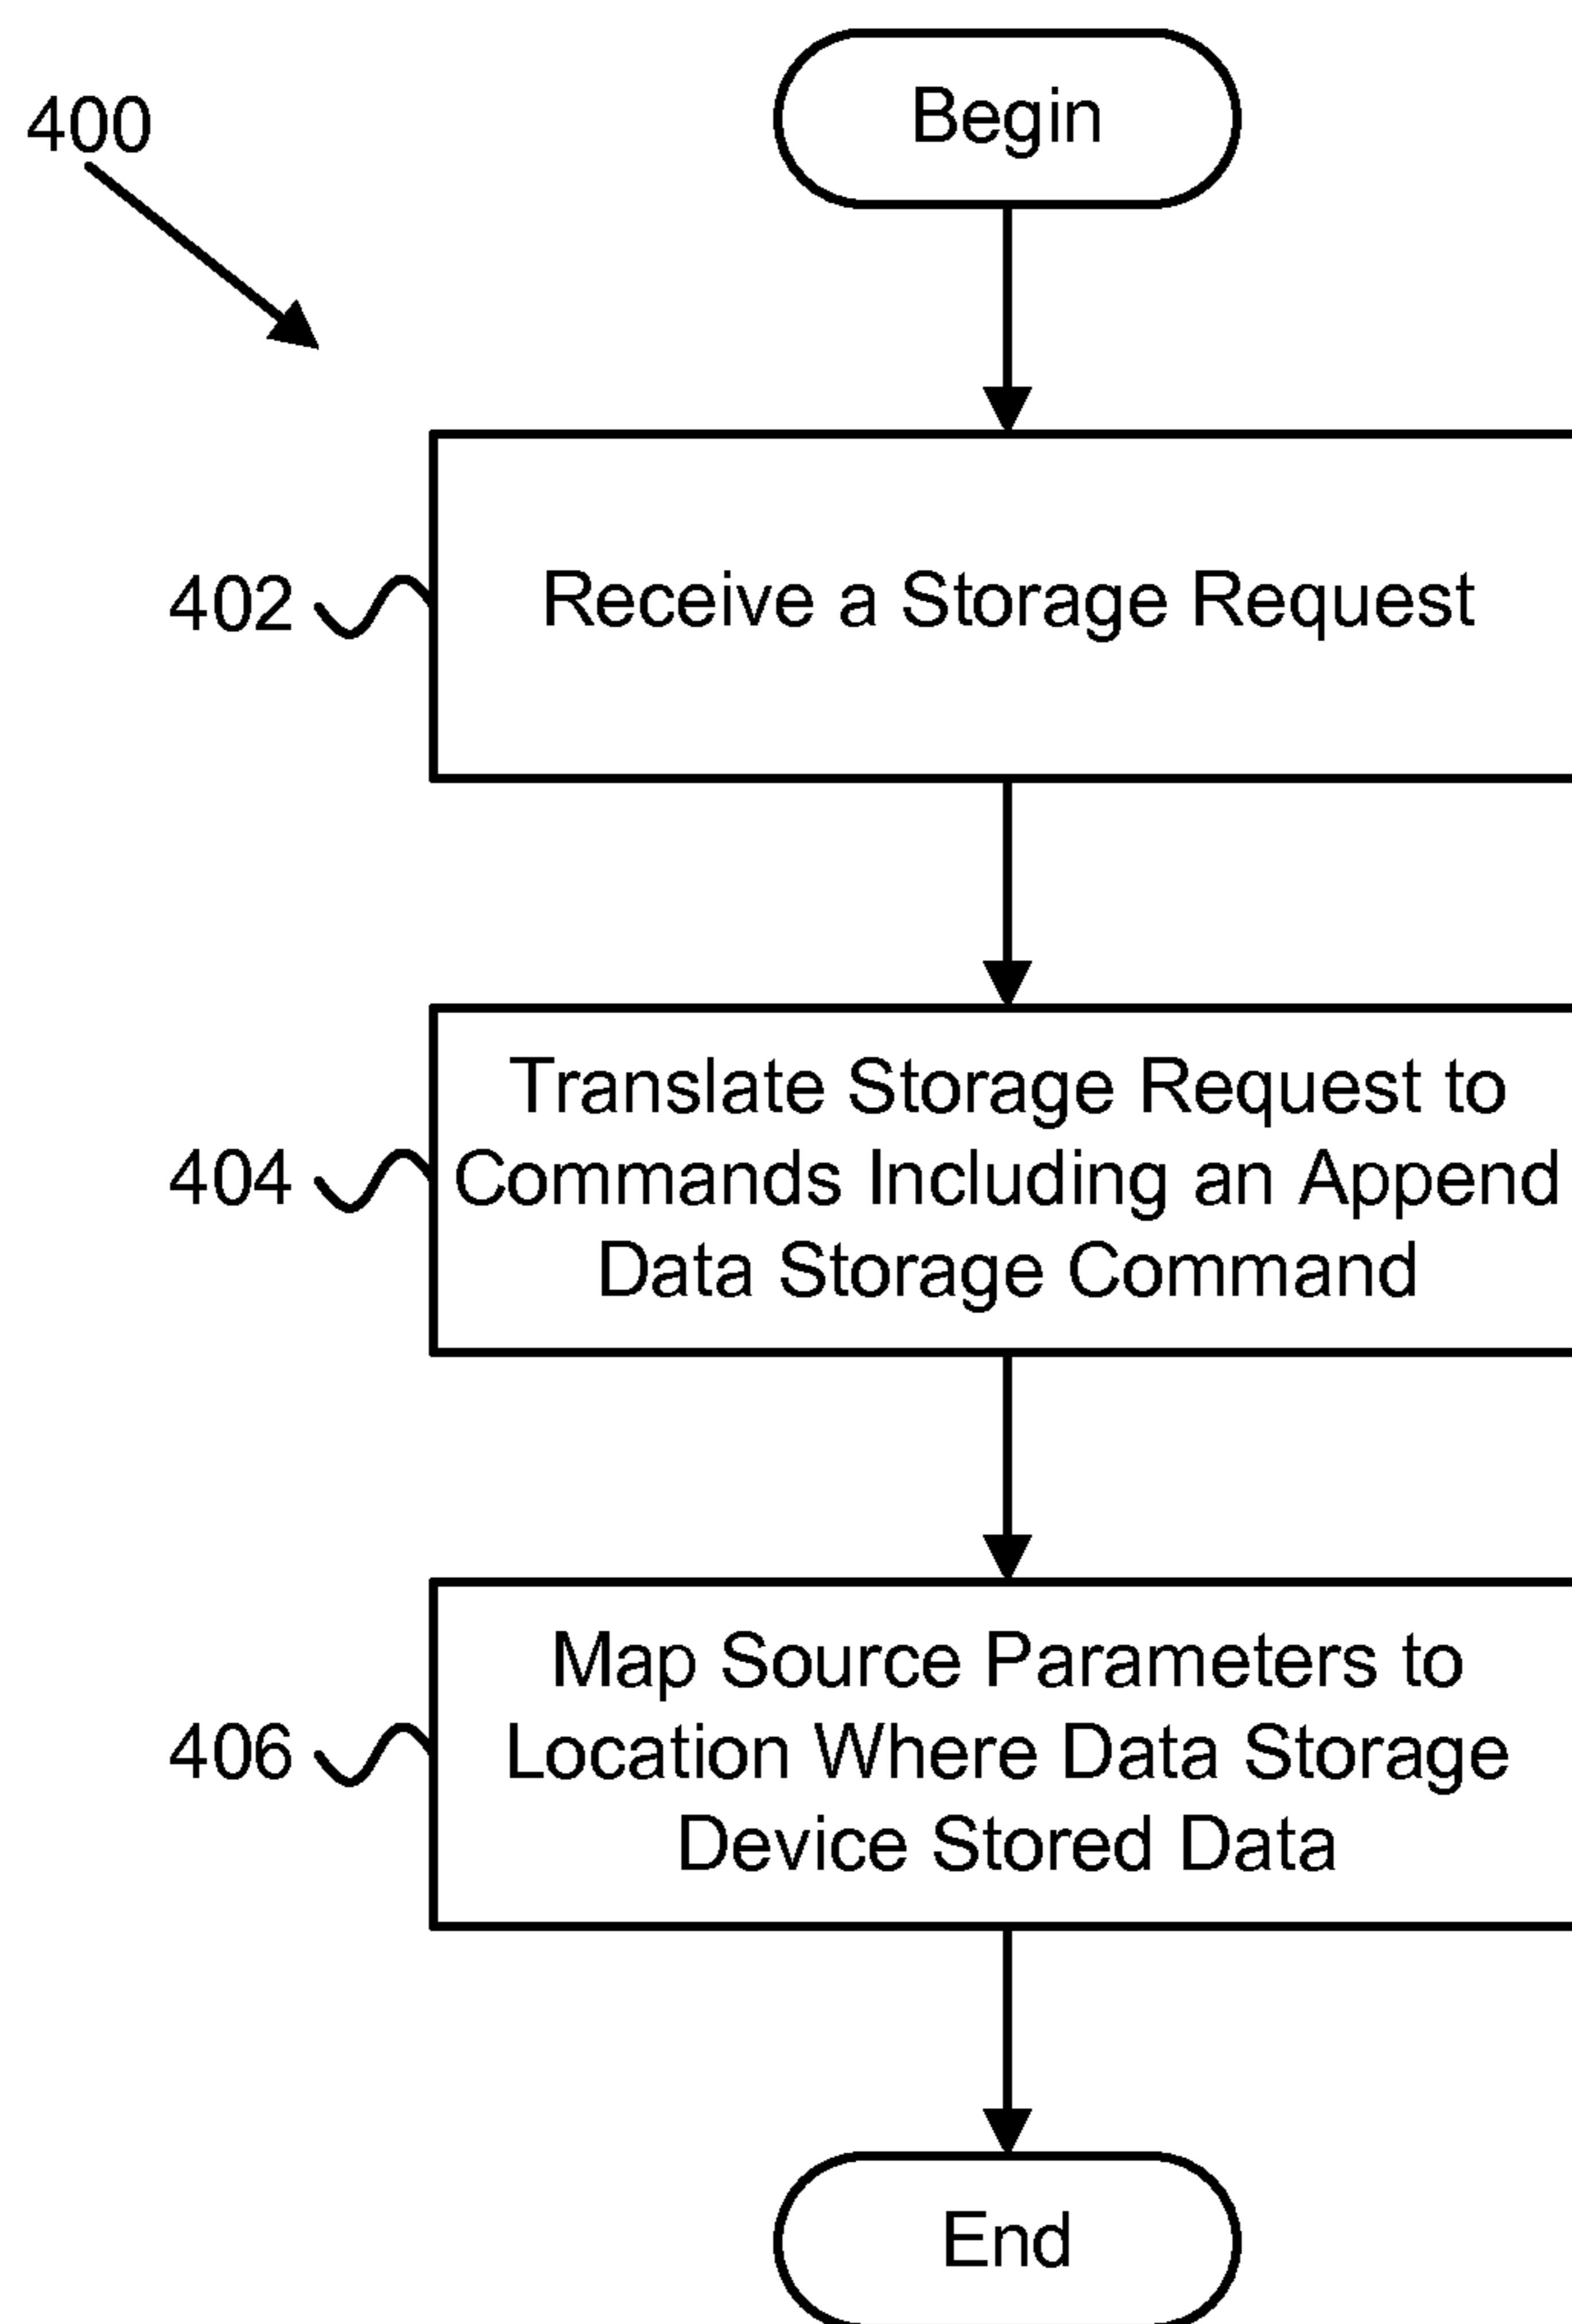 400
Begin
402
Receive a Storage Request
404
Translate Storage Request to
Commands Including an Append
Data Storage Command
406
Map Source Parameters to
Location Where Data Storage
Device Stored Data
End